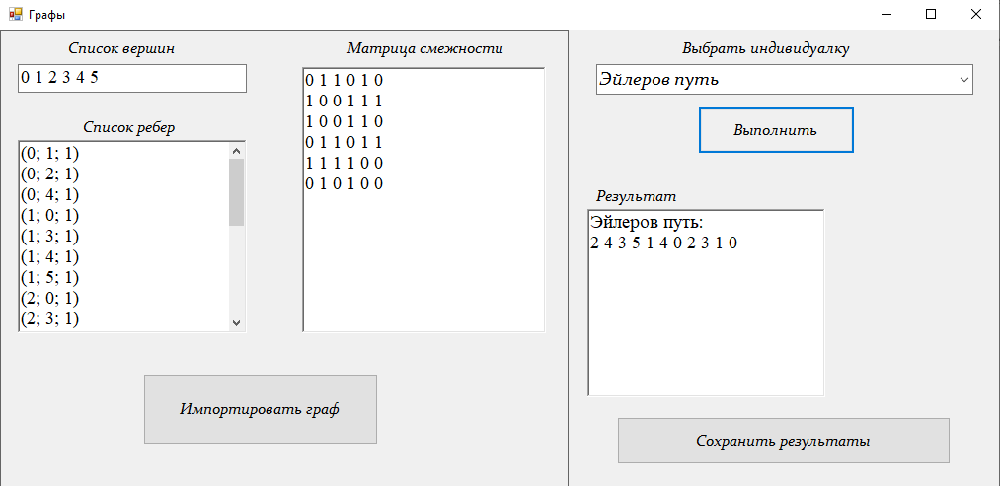 Графы
Список вершин
0 1 2 3 4 5
Список ребер
(0; 1; 1)
(0; 2; 1)
(0; 4; 1)
(1; 0; 1)
(1; 3; 1)
(1; 4; 1)
(1; 5; 1)
(2; 0; 1)
(2; 3; 1)
Матрица смежности
0 1 1 0 1 0
1 0 0 1 1 1
1 0 0 1 1 0
0 1 1 0 1 1
1 1 1 1 0 0
0 1 0 1 0 0
Импортировать граф
Выбрать индивидуалку
Эйлеров путь
Выполнить
Результат
Эйлеров путь:
2 4 3 5 1 4 0 2 3 1 0
Сохранить результаты